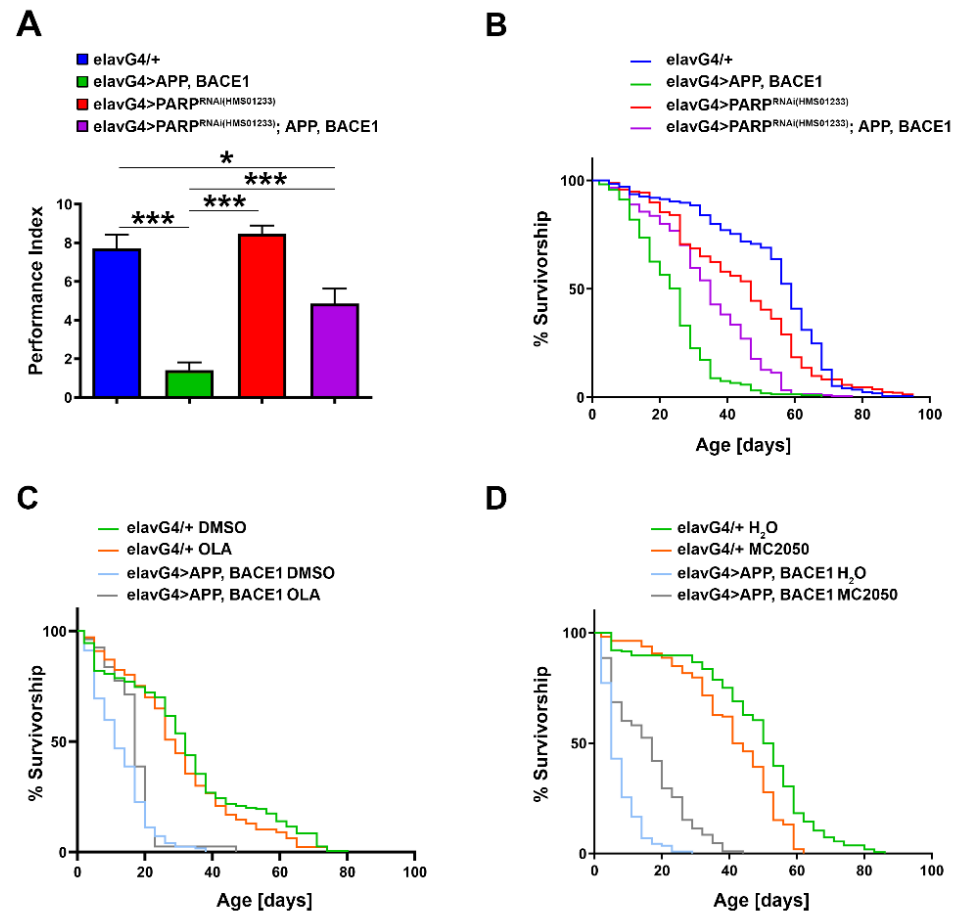 A
elavG4/+
elavG4>APP, BACE1
elavG4>PARP^RNAi(HMS01233)
elavG4>PARP^RNAi(HMS01233); APP, BACE1
*
***
*** ***
Performance Index
10
8
6
4
2
0
B
elavG4/+
elavG4>APP, BACE1
elavG4>PARP^RNAi(HMS01233)
elavG4>PARP^RNAi(HMS01233); APP, BACE1
% Survivorship
100
50
0
0 20 40 60 80 100
Age [days]
C
elavG4/+ DMSO
elavG4/+ OLA
elavG4>APP, BACE1 DMSO
elavG4>APP, BACE1 OLA
% Survivorship
100
50
0
0 20 40 60 80 100
Age [days]
D
elavG4/+ H₂O
elavG4/+ MC2050
elavG4>APP, BACE1 H₂O
elavG4>APP, BACE1 MC2050
% Survivorship
100
50
0
0 20 40 60 80 100
Age [days]